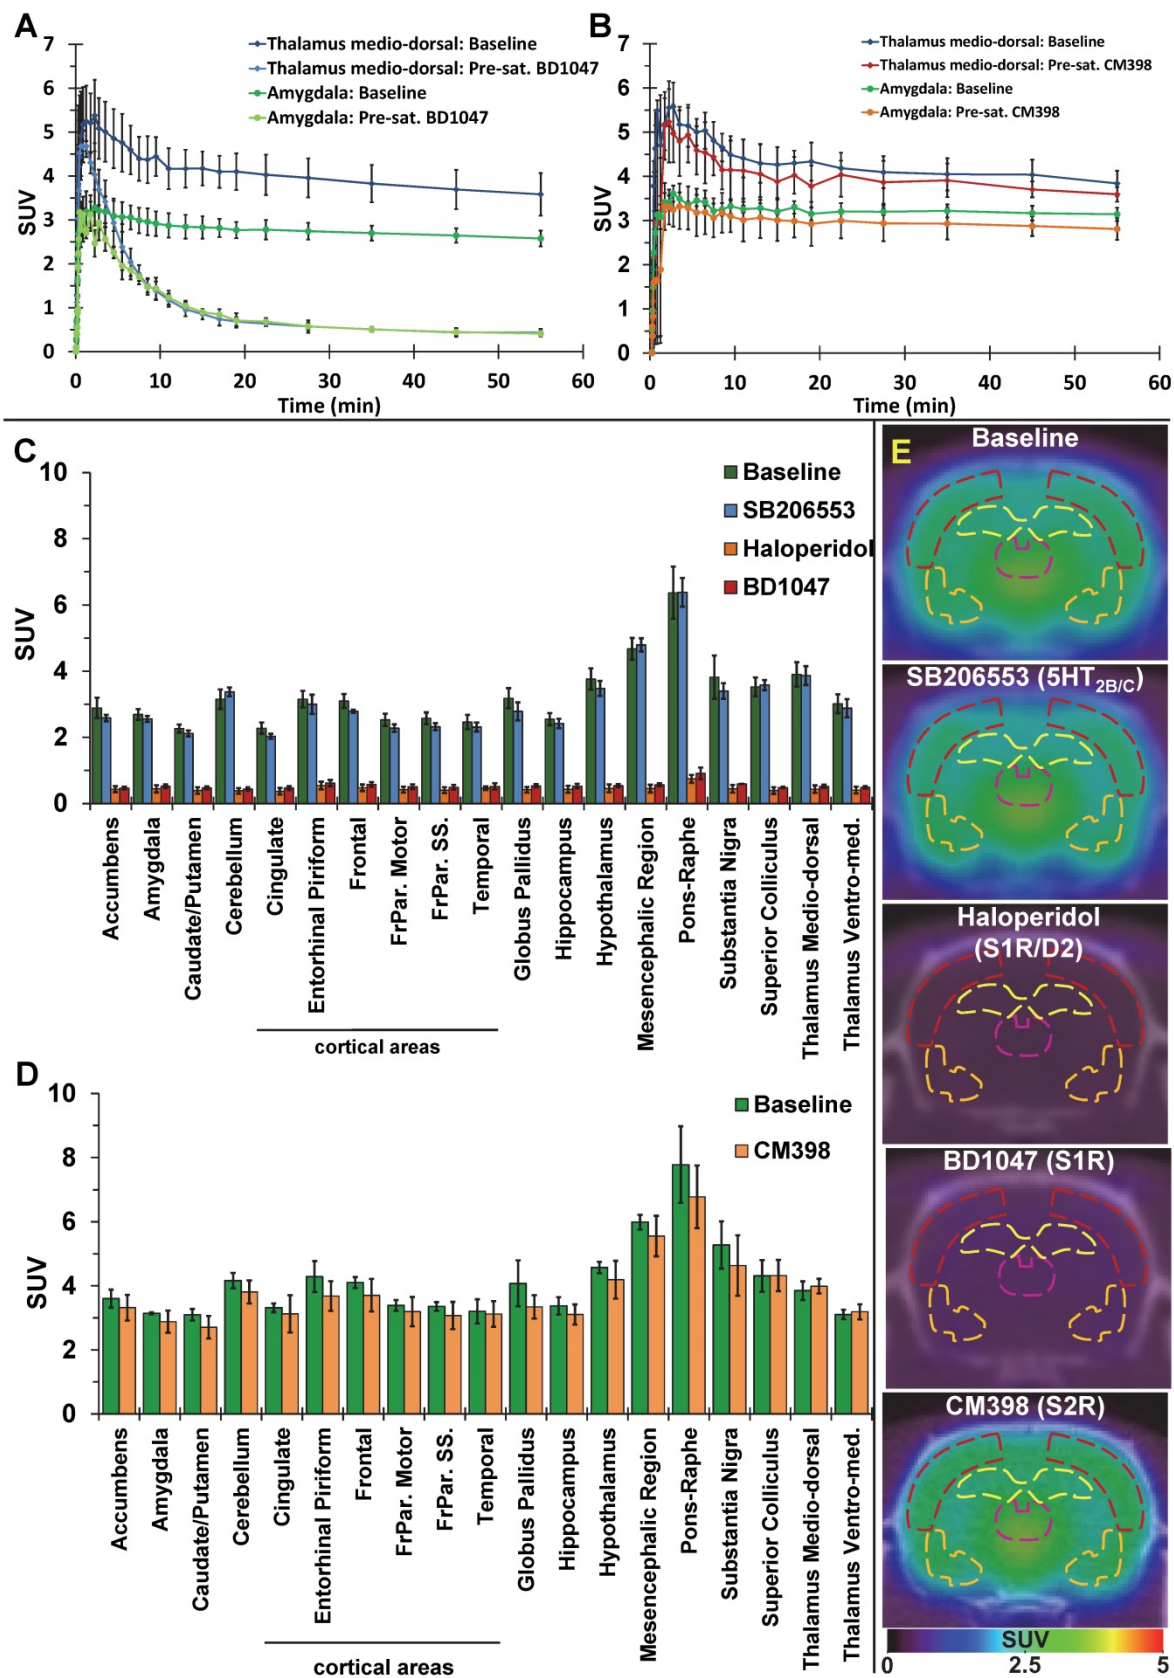 A
Thalamus medio-dorsal: Baseline
Thalamus medio-dorsal: Pre-sat. BD1047
Amygdala: Baseline
Amygdala: Pre-sat. BD1047
7
6
5
4
3
2
1
0
SUV
0 10 20 30 40 50 60
Time (min)
B
Thalamus medio-dorsal: Baseline
Thalamus medio-dorsal: Pre-sat. CM398
Amygdala: Baseline
Amygdala: Pre-sat. CM398
7
6
5
4
3
2
1
0
SUV
0 10 20 30 40 50 60
Time (min)
C
10
8
6
4
2
0
SUV
Baseline
SB206553
Haloperidol
BD1047
Accumbens
Amygdala
Caudate/Putamen
Cerebellum
Cingulate
Entorhinal Piriform
Frontal
FrPar. Motor
FrPar. SS.
Temporal
Globus Pallidus
Hippocampus
Hypothalamus
Mesencephalic Region
Pons-Raphe
Substantia Nigra
Superior Colliculus
Thalamus Medio-dorsal
Thalamus Ventro-med.
cortical areas
D
10
8
6
4
2
0
SUV
Baseline
CM398
Accumbens
Amygdala
Caudate/Putamen
Cerebellum
Cingulate
Entorhinal Piriform
Frontal
FrPar. Motor
FrPar. SS.
Temporal
Globus Pallidus
Hippocampus
Hypothalamus
Mesencephalic Region
Pons-Raphe
Substantia Nigra
Superior Colliculus
Thalamus Medio-dorsal
Thalamus Ventro-med.
cortical areas
E
Baseline
SB206553 (5HT2B/C)
Haloperidol
(S1R/D2)
BD1047 (S1R)
CM398 (S2R)
SUV
0 2.5 5